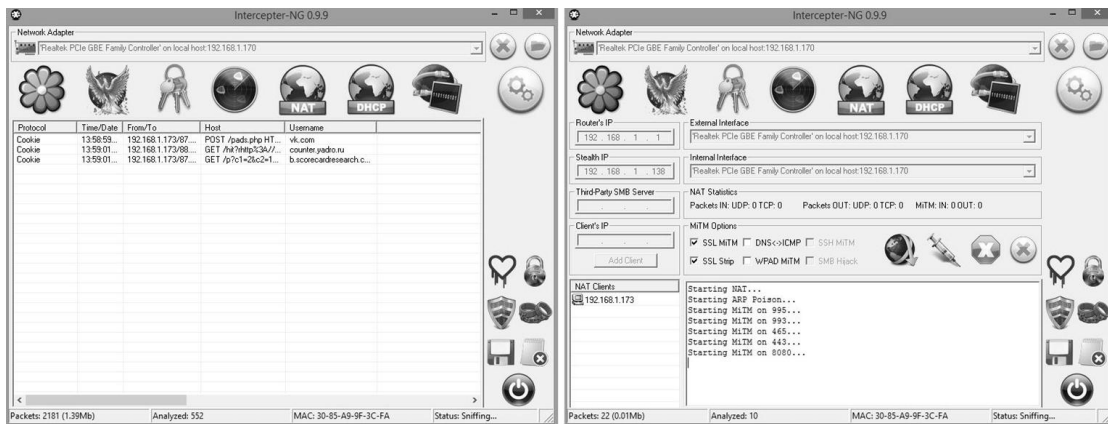 Intercepter-NG 0.9.9
Network Adapter
'Realtek PCIe GBE Family Controller' on local host:192.168.1.170
NAT
DHCP
Protocol Time/Date From/To Host Username
Cookie 13:58:59... 192.168.1.173/87.... POST /pads.php HT... vk.com
Cookie 13:59:01... 192.168.1.173/88.... GET /hit?rhttp%3A//... counter.yadro.ru
Cookie 13:59:01... 192.168.1.173/87.... GET /p?c1=2&c2=1... b.scorecardresearch.c...
Packets: 2181 (1.39Mb) Analyzed: 552 MAC: 30-85-A9-9F-3C-FA Status: Sniffing...
Intercepter-NG 0.9.9
Network Adapter
'Realtek PCIe GBE Family Controller' on local host:192.168.1.170
NAT
DHCP
Router's IP
192 . 168 . 1 . 1
External Interface
'Realtek PCIe GBE Family Controller' on local host:192.168.1.170
Stealth IP
192 . 168 . 1 . 138
Internal Interface
'Realtek PCIe GBE Family Controller' on local host:192.168.1.170
Third-Party SMB Server
NAT Statistics
Packets IN: UDP: 0 TCP: 0 Packets OUT: UDP: 0 TCP: 0 MiTM: IN: 0 OUT: 0
Client's IP
Add Client
MiTM Options
SSL MiTM DNS<->ICMP SSH MiTM
SSL Strip WPAD MiTM SMB Hijack
NAT Clients
192.168.1.173
Starting NAT...
Starting ARP Poison...
Starting MiTM on 995...
Starting MiTM on 993...
Starting MiTM on 465...
Starting MiTM on 443...
Starting MiTM on 8080...
Packets: 22 (0.01Mb) Analyzed: 10 MAC: 30-85-A9-9F-3C-FA Status: Sniffing...